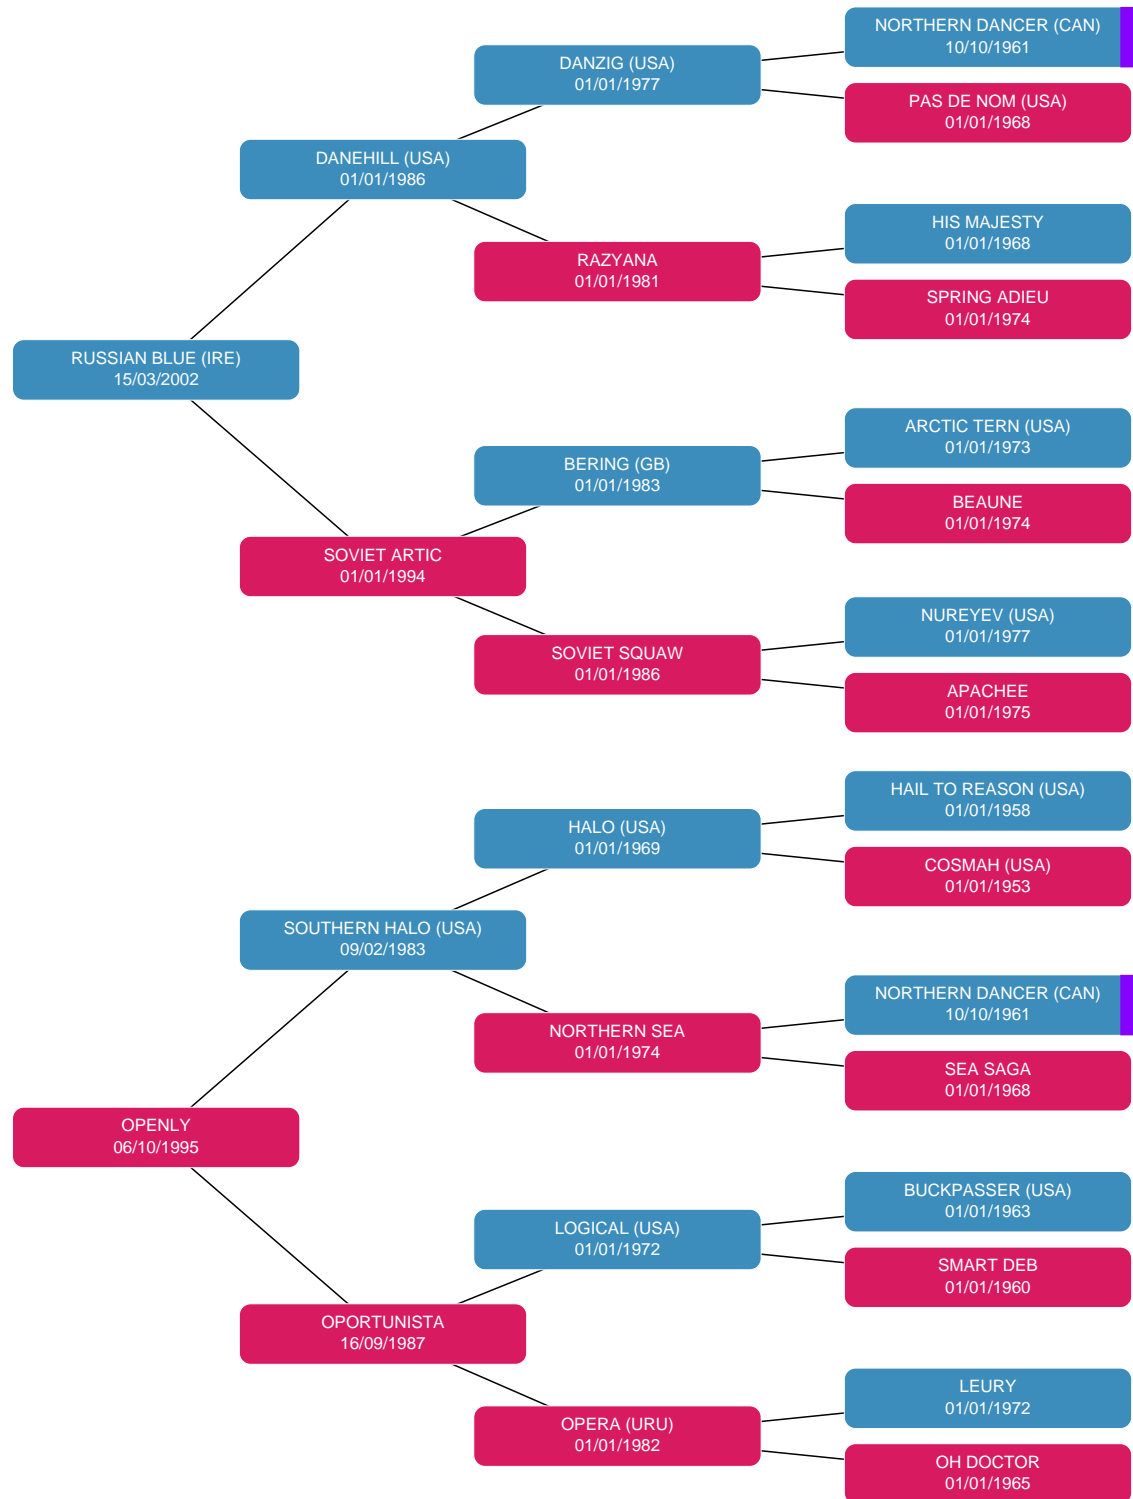 NORTHERN DANCER (CAN)
10/10/1961
DANZIG (USA)
01/01/1977
PAS DE NOM (USA)
01/01/1968
DANEHILL (USA)
01/01/1986
HIS MAJESTY
01/01/1968
RAZYANA
01/01/1981
SPRING ADIEU
01/01/1974
RUSSIAN BLUE (IRE)
15/03/2002
ARCTIC TERN (USA)
01/01/1973
BERING (GB)
01/01/1983
BEAUNE
01/01/1974
SOVIET ARTIC
01/01/1994
NUREYEV (USA)
01/01/1977
SOVIET SQUAW
01/01/1986
APACHEE
01/01/1975
HAIL TO REASON (USA)
01/01/1958
HALO (USA)
01/01/1969
COSMAH (USA)
01/01/1953
SOUTHERN HALO (USA)
09/02/1983
NORTHERN DANCER (CAN)
10/10/1961
NORTHERN SEA
01/01/1974
SEA SAGA
01/01/1968
OPENLY
06/10/1995
BUCKPASSER (USA)
01/01/1963
LOGICAL (USA)
01/01/1972
SMART DEB
01/01/1960
OPORTUNISTA
16/09/1987
LEURY
01/01/1972
OPERA (URU)
01/01/1982
OH DOCTOR
01/01/1965